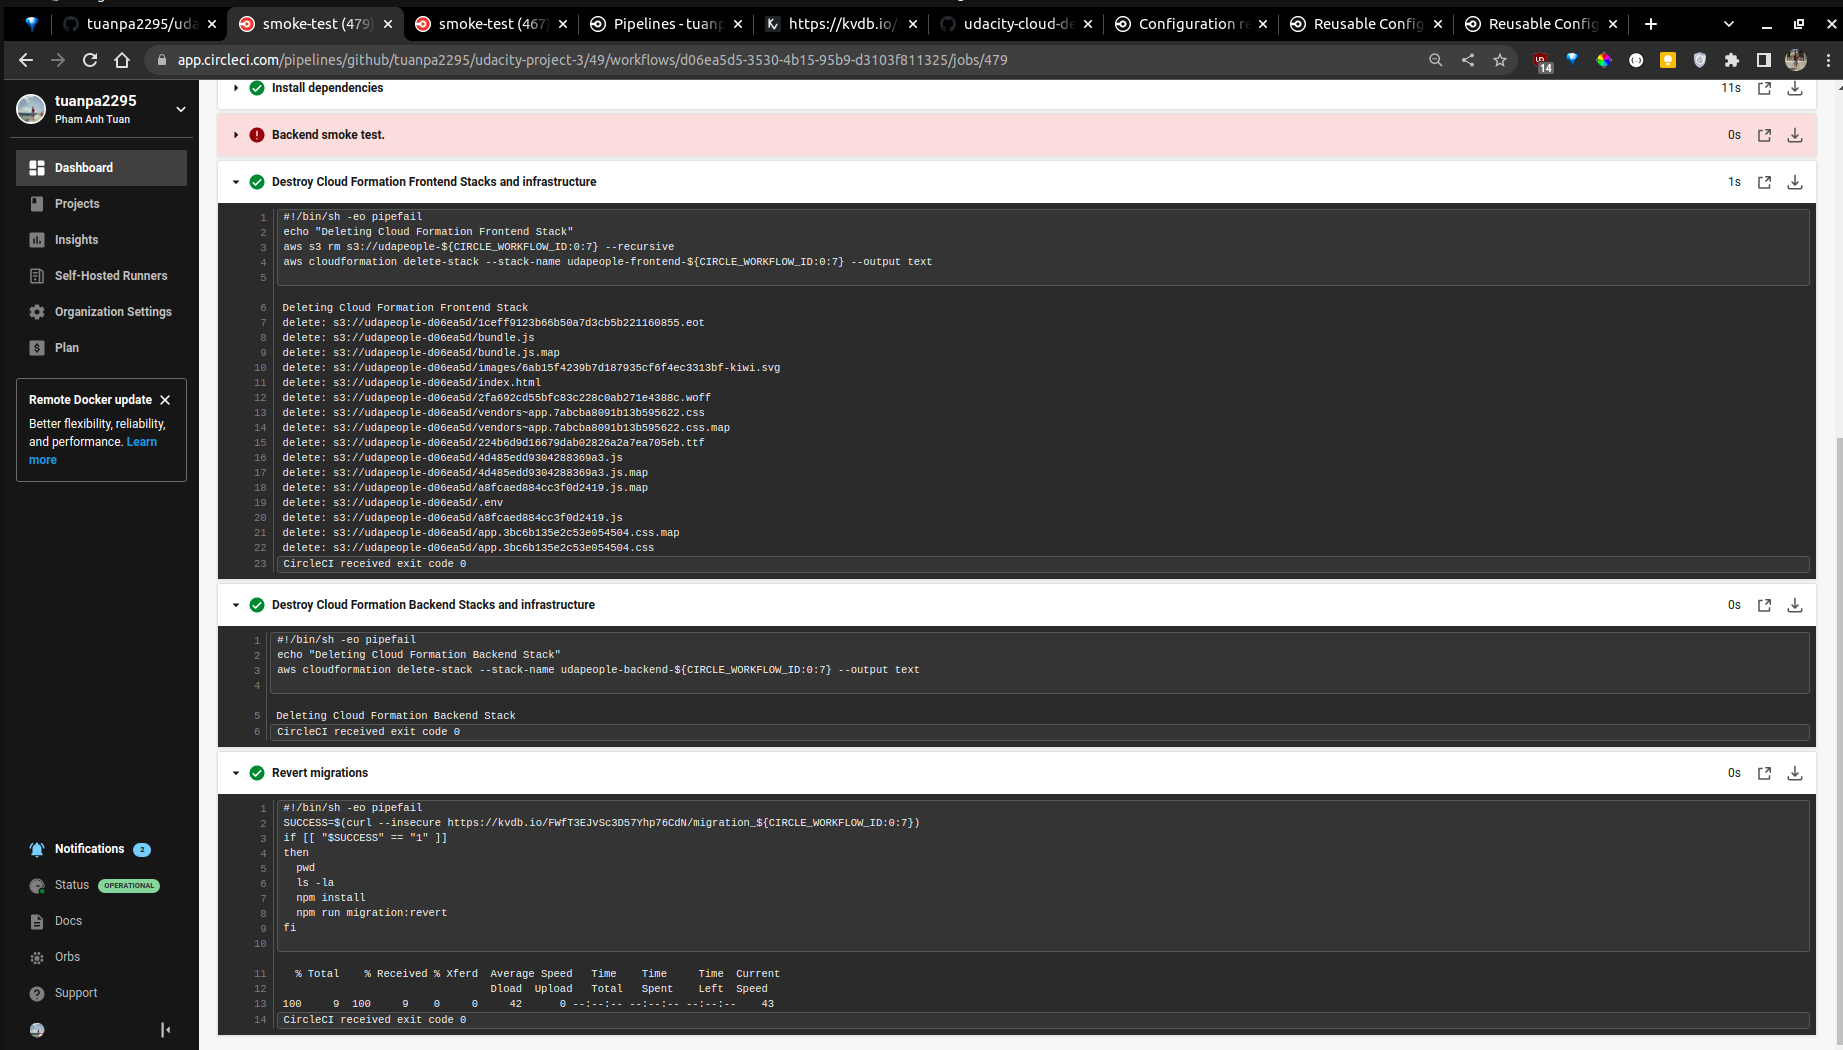 tuanpa2295/uda
smoke-test (479)
smoke-test (467)
Pipelines - tuanp
https://kvdb.io/
udacity-cloud-de
Configuration re
Reusable Config
Reusable Config
app.circleci.com/pipelines/github/tuanpa2295/udacity-project-3/49/workflows/d06ea5d5-3530-4b15-95b9-d3103f811325/jobs/479
14
tuanpa2295
Pham Anh Tuan
Dashboard
Projects
Insights
Self-Hosted Runners
Organization Settings
Plan
Remote Docker update
Better flexibility, reliability,
and performance. Learn
more
Notifications 2
Status OPERATIONAL
Docs
Orbs
Support
Install dependencies 11s
Backend smoke test. 0s
Destroy Cloud Formation Frontend Stacks and infrastructure 1s
1 #!/bin/sh -eo pipefail
2 echo "Deleting Cloud Formation Frontend Stack"
3 aws s3 rm s3://udapeople-${CIRCLE_WORKFLOW_ID:0:7} --recursive
4 aws cloudformation delete-stack --stack-name udapeople-frontend-${CIRCLE_WORKFLOW_ID:0:7} --output text
5
6 Deleting Cloud Formation Frontend Stack
7 delete: s3://udapeople-d06ea5d/1ceff9123b66b50a7d3cb5b221160855.eot
8 delete: s3://udapeople-d06ea5d/bundle.js
9 delete: s3://udapeople-d06ea5d/bundle.js.map
10 delete: s3://udapeople-d06ea5d/images/6ab15f4239b7d187935cf6f4ec3313bf-kiwi.svg
11 delete: s3://udapeople-d06ea5d/index.html
12 delete: s3://udapeople-d06ea5d/2fa692cd55bfc83c228c0ab271e4388c.woff
13 delete: s3://udapeople-d06ea5d/vendors~app.7abcba8091b13b595622.css
14 delete: s3://udapeople-d06ea5d/vendors~app.7abcba8091b13b595622.css.map
15 delete: s3://udapeople-d06ea5d/224b6d9d16679dab02826a2a7ea705eb.ttf
16 delete: s3://udapeople-d06ea5d/4d485edd9304288369a3.js
17 delete: s3://udapeople-d06ea5d/4d485edd9304288369a3.js.map
18 delete: s3://udapeople-d06ea5d/a8fcaed884cc3f0d2419.js.map
19 delete: s3://udapeople-d06ea5d/.env
20 delete: s3://udapeople-d06ea5d/a8fcaed884cc3f0d2419.js
21 delete: s3://udapeople-d06ea5d/app.3bc6b135e2c53e054504.css.map
22 delete: s3://udapeople-d06ea5d/app.3bc6b135e2c53e054504.css
23 CircleCI received exit code 0
Destroy Cloud Formation Backend Stacks and infrastructure 0s
1 #!/bin/sh -eo pipefail
2 echo "Deleting Cloud Formation Backend Stack"
3 aws cloudformation delete-stack --stack-name udapeople-backend-${CIRCLE_WORKFLOW_ID:0:7} --output text
4
5 Deleting Cloud Formation Backend Stack
6 CircleCI received exit code 0
Revert migrations 0s
1 #!/bin/sh -eo pipefail
2 SUCCESS=$(curl --insecure https://kvdb.io/FWfT3EJvSc3D57Yhp76CdN/migration_${CIRCLE_WORKFLOW_ID:0:7})
3 if [[ "$SUCCESS" == "1" ]]
4 then
5 pwd
6 ls -la
7 npm install
8 npm run migration:revert
9 fi
10
11 % Total % Received % Xferd Average Speed Time Time Time Current
12 Dload Upload Total Spent Left Speed
13 100 9 100 9 0 0 42 0 --:--:-- --:--:-- --:--:-- 43
14 CircleCI received exit code 0